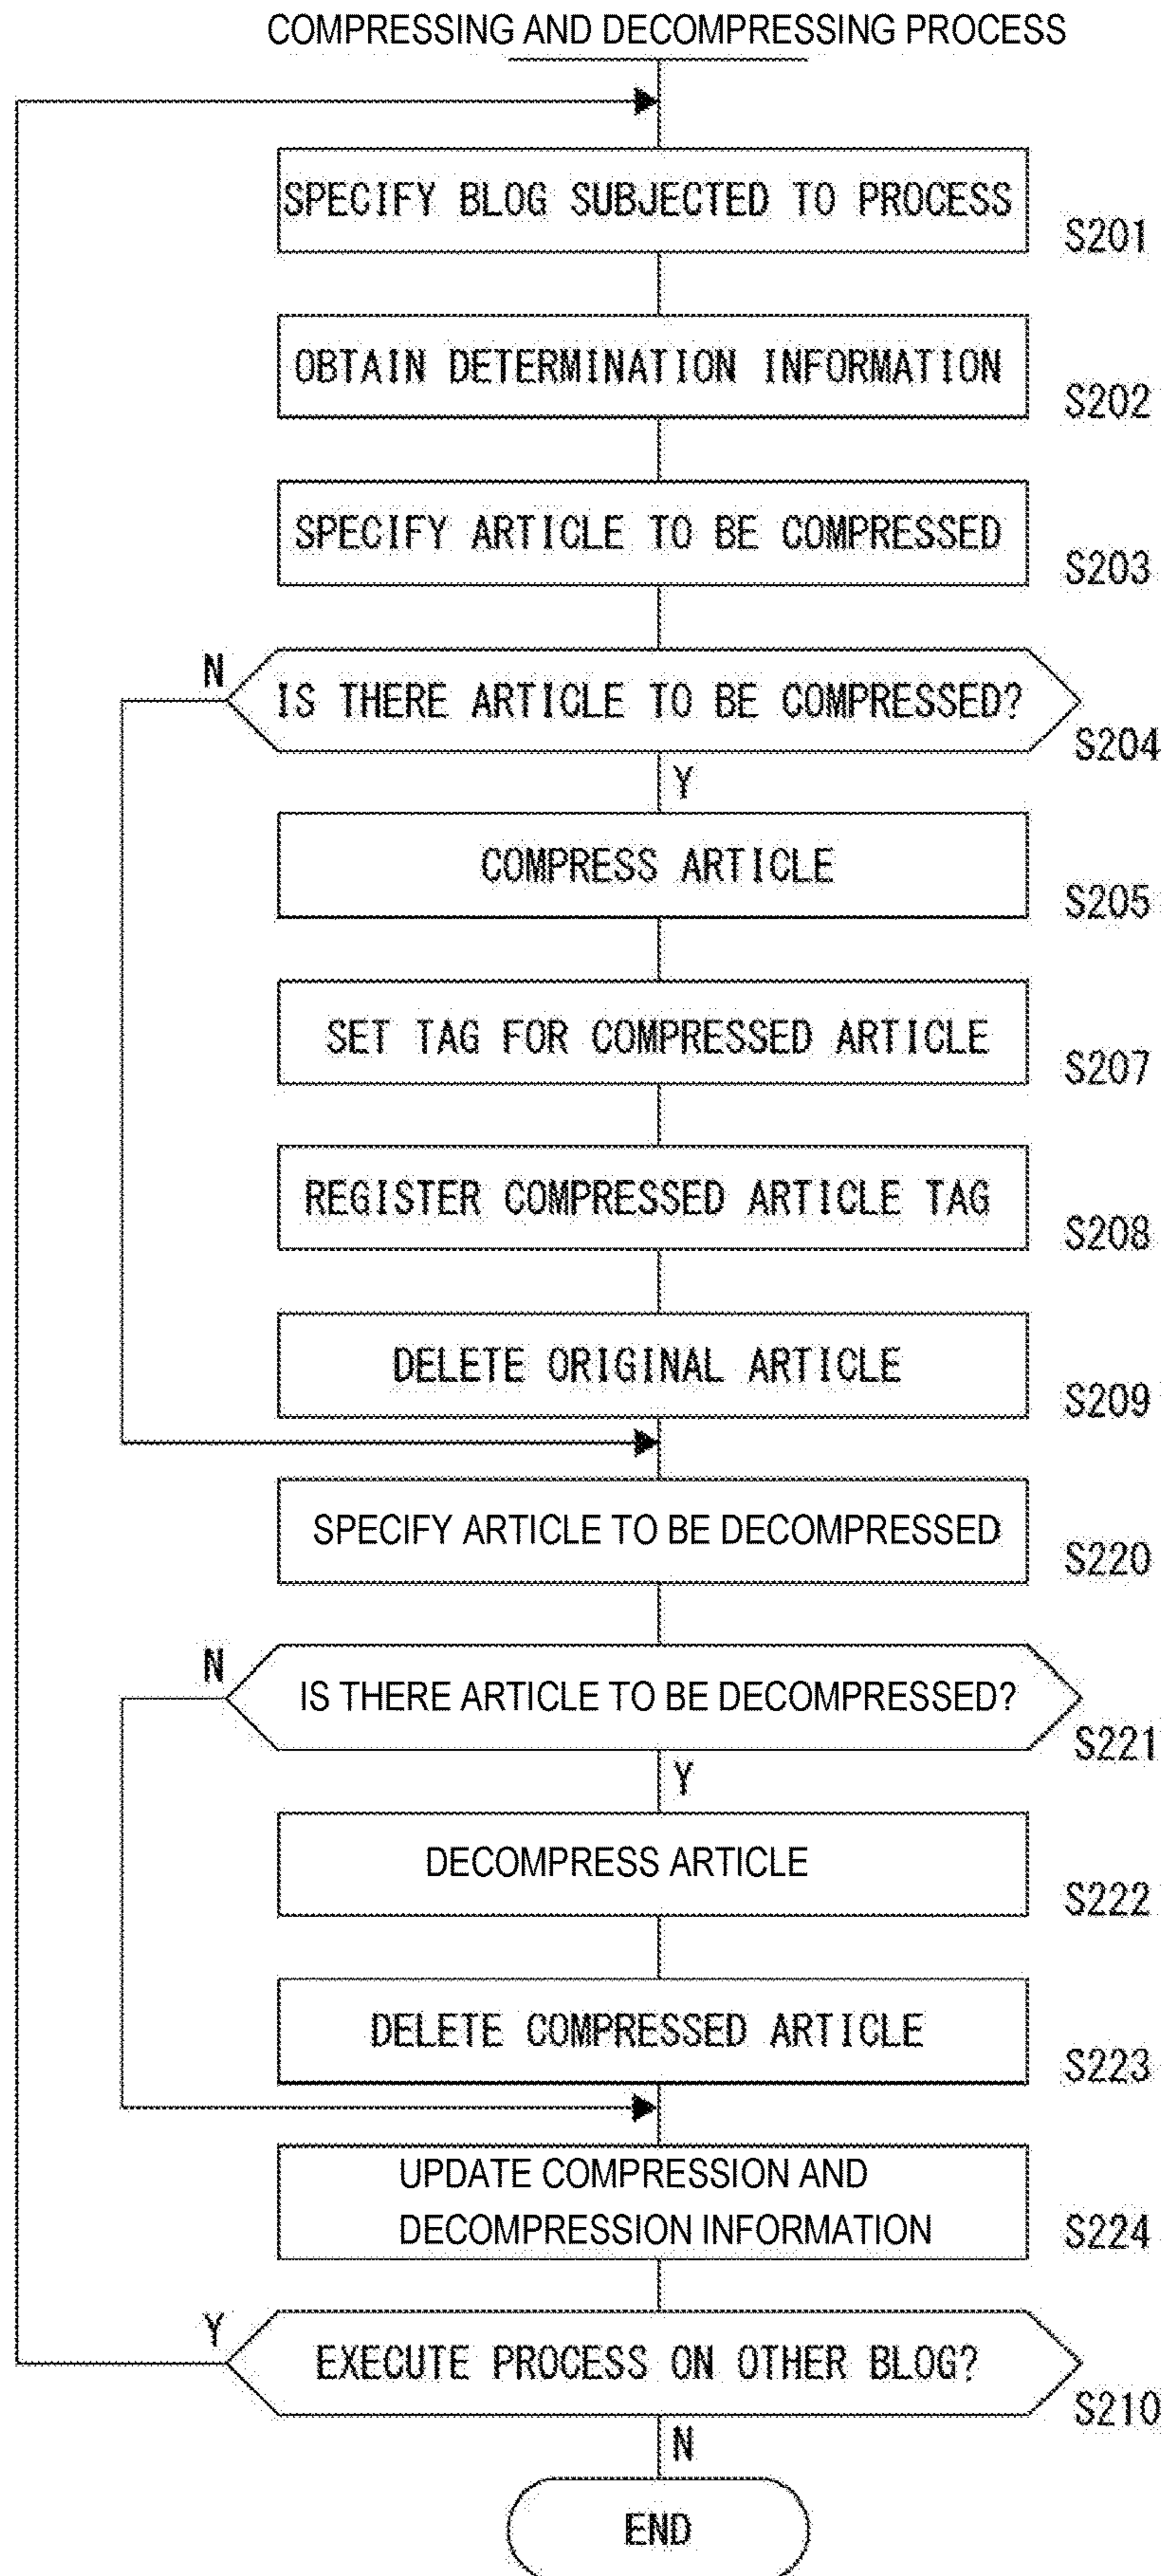 COMPRESSING AND DECOMPRESSING PROCESS
SPECIFY BLOG SUBJECTED TO PROCESS
S201
OBTAIN DETERMINATION INFORMATION
S202
SPECIFY ARTICLE TO BE COMPRESSED
S203
N
IS THERE ARTICLE TO BE COMPRESSED?
S204
Y
COMPRESS ARTICLE
S205
SET TAG FOR COMPRESSED ARTICLE
S207
REGISTER COMPRESSED ARTICLE TAG
S208
DELETE ORIGINAL ARTICLE
S209
SPECIFY ARTICLE TO BE DECOMPRESSED
S220
N
IS THERE ARTICLE TO BE DECOMPRESSED?
S221
Y
DECOMPRESS ARTICLE
S222
DELETE COMPRESSED ARTICLE
S223
UPDATE COMPRESSION AND
DECOMPRESSION INFORMATION
S224
Y
EXECUTE PROCESS ON OTHER BLOG?
S210
N
END